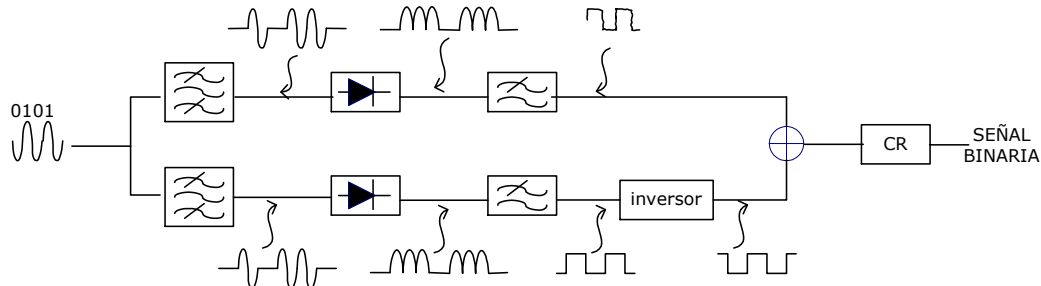 0101
CR
SEÑAL
BINARIA
inversor